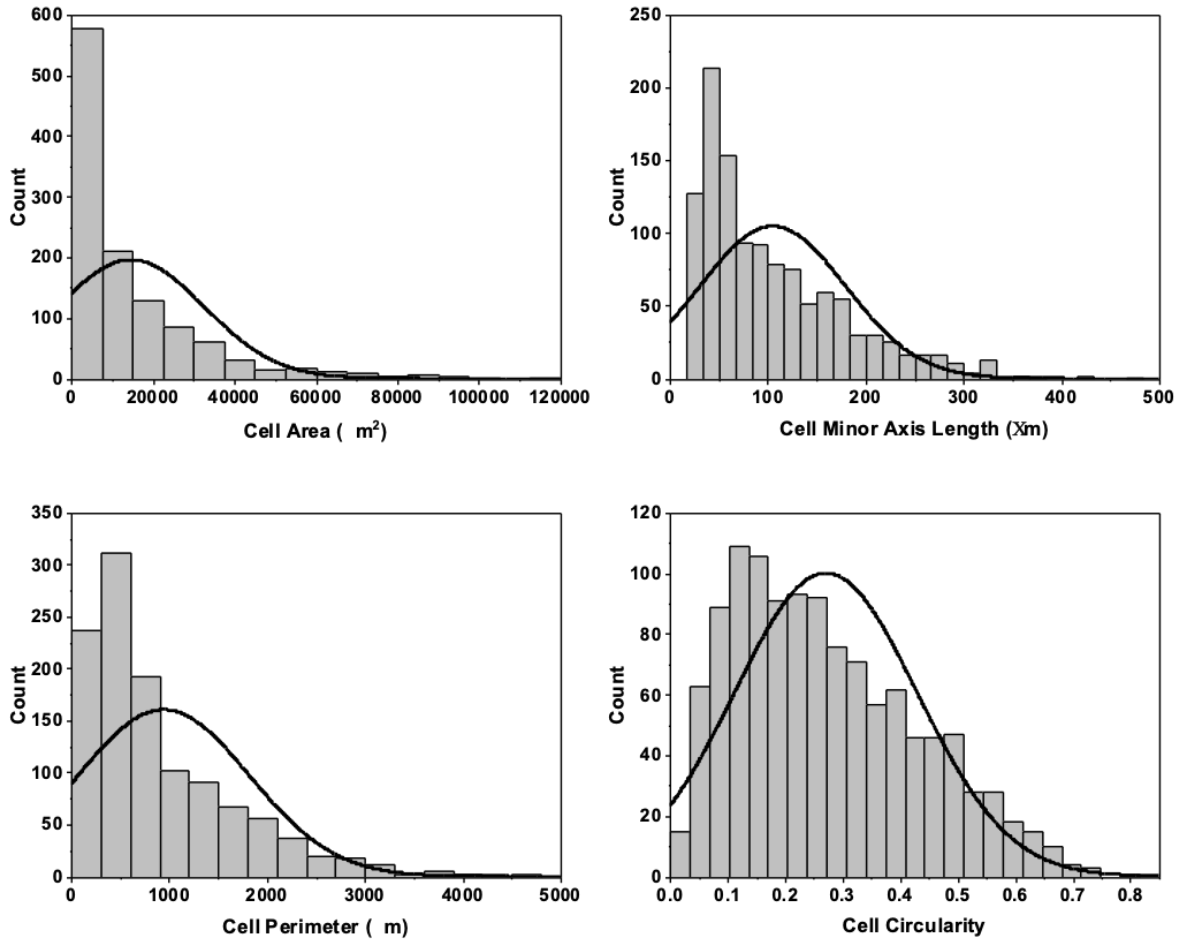 600
500
400
300
200
100
0
Count
0 20000 40000 60000 80000 100000 120000
Cell Area ( m²)
250
200
150
100
50
0
Count
0 100 200 300 400 500
Cell Minor Axis Length (Xm)
350
300
250
200
150
100
50
0
Count
0 1000 2000 3000 4000 5000
Cell Perimeter ( m)
120
100
80
60
40
20
0
Count
0.0 0.1 0.2 0.3 0.4 0.5 0.6 0.7 0.8
Cell Circularity